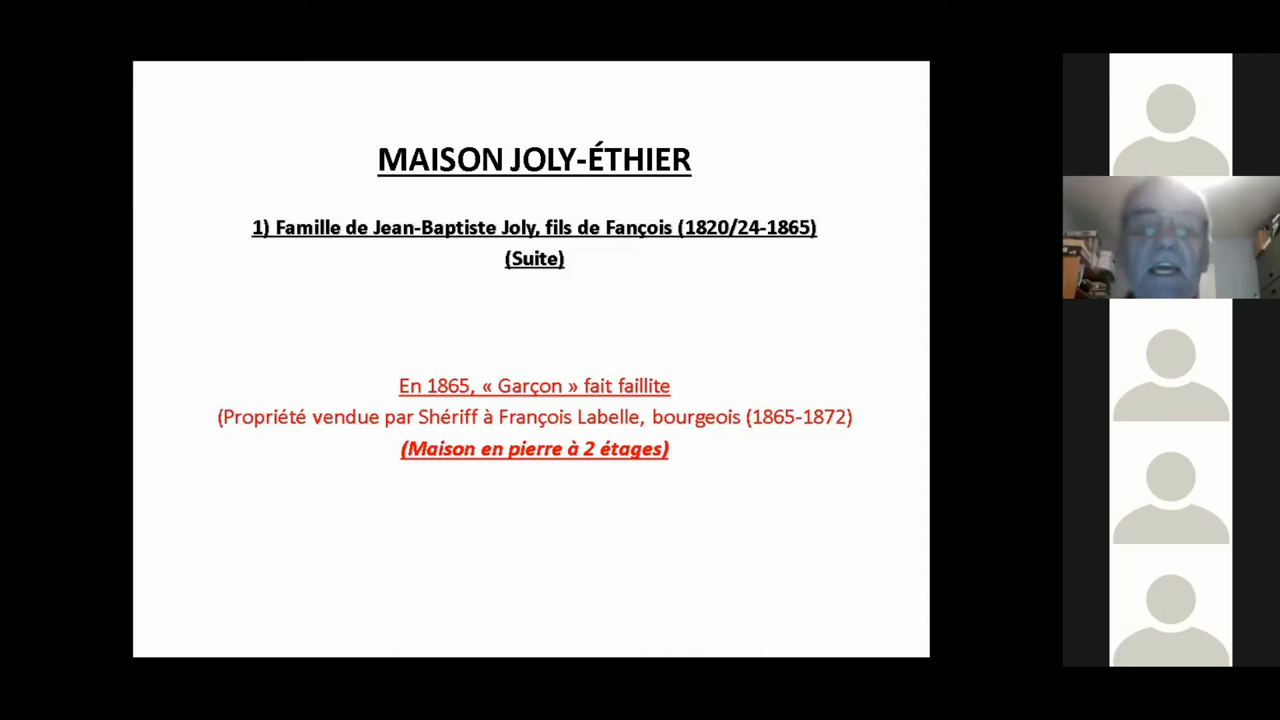 MAISON JOLY-ÉTHIER
1) Famille de Jean-Baptiste Joly, fils de Fançois (1820/24-1865)
(Suite)
En 1865, « Garçon » fait faillite
(Propriété vendue par Shériff à François Labelle, bourgeois (1865-1872)
(Maison en pierre à 2 étages)